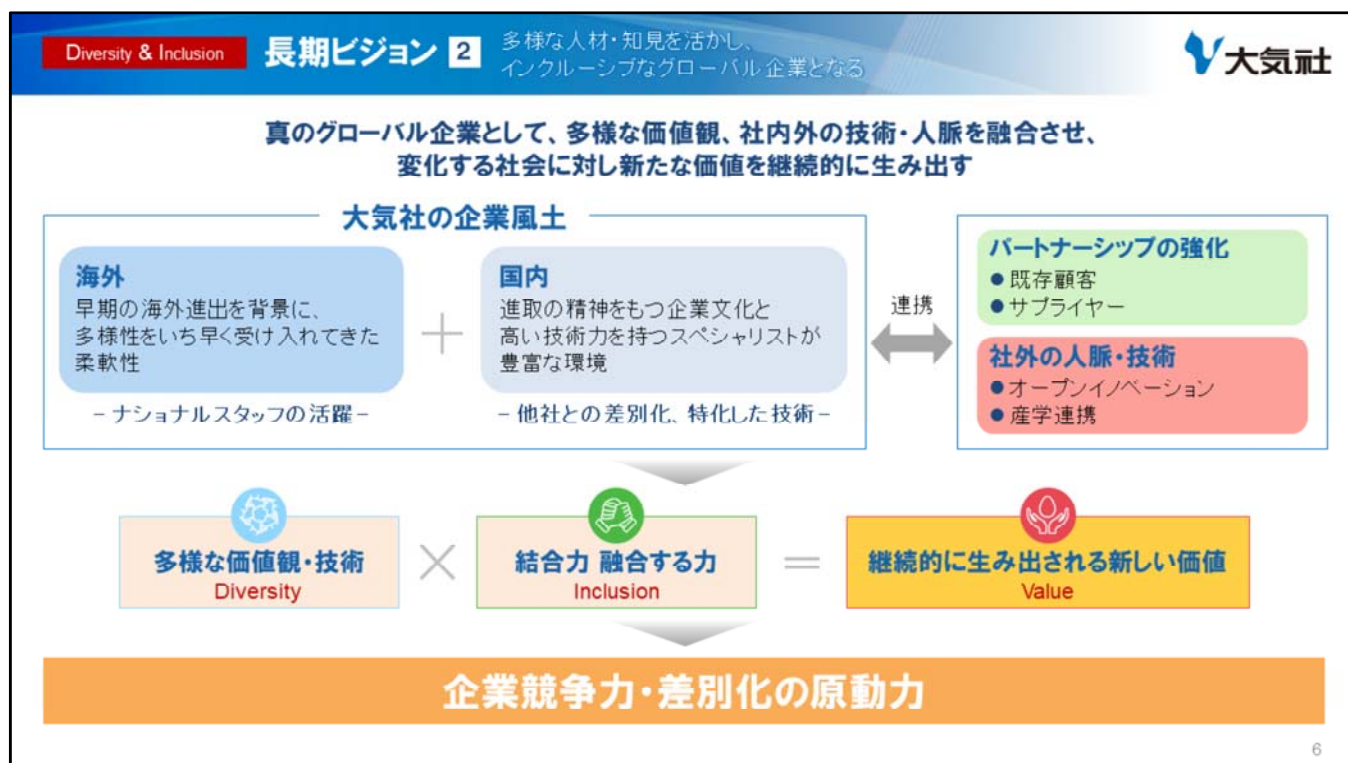 Diversity & Inclusion
長期ビジョン 2
多様な人材・知見を活かし、
インクルーシブなグローバル企業となる
大気社
真のグローバル企業として、多様な価値観、社内外の技術・人脈を融合させ、
変化する社会に対し新たな価値を継続的に生み出す
大気社の企業風土
海外
早期の海外進出を背景に、
多様性をいち早く受け入れてきた
柔軟性
－ナショナルスタッフの活躍－
+
国内
進取の精神をもつ企業文化と
高い技術力を持つスペシャリストが
豊富な環境
－他社との差別化、特化した技術－
連携
パートナーシップの強化
● 既存顧客
● サプライヤー
社外の人脈・技術
● オープンイノベーション
● 産学連携
多様な価値観・技術
Diversity
×
結合力 融合する力
Inclusion
=
継続的に生み出される新しい価値
Value
企業競争力・差別化の原動力
6